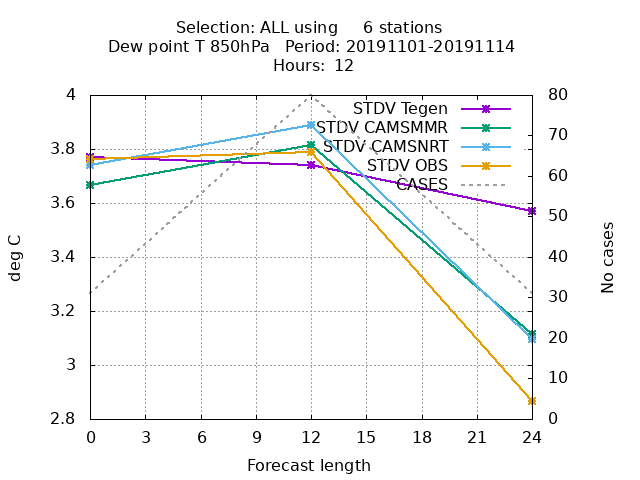 Selection: ALL using     6 stations
Dew point T 850hPa   Period: 20191101-20191114
Hours: 12
4
3.8
3.6
3.4
3.2
3
2.8
deg C
STDV Tegen
STDV CAMSMMR
STDV CAMSNRT
STDV OBS
CASES
80
70
60
50
40
30
20
10
0
No cases
0 3 6 9 12 15 18 21 24
Forecast length